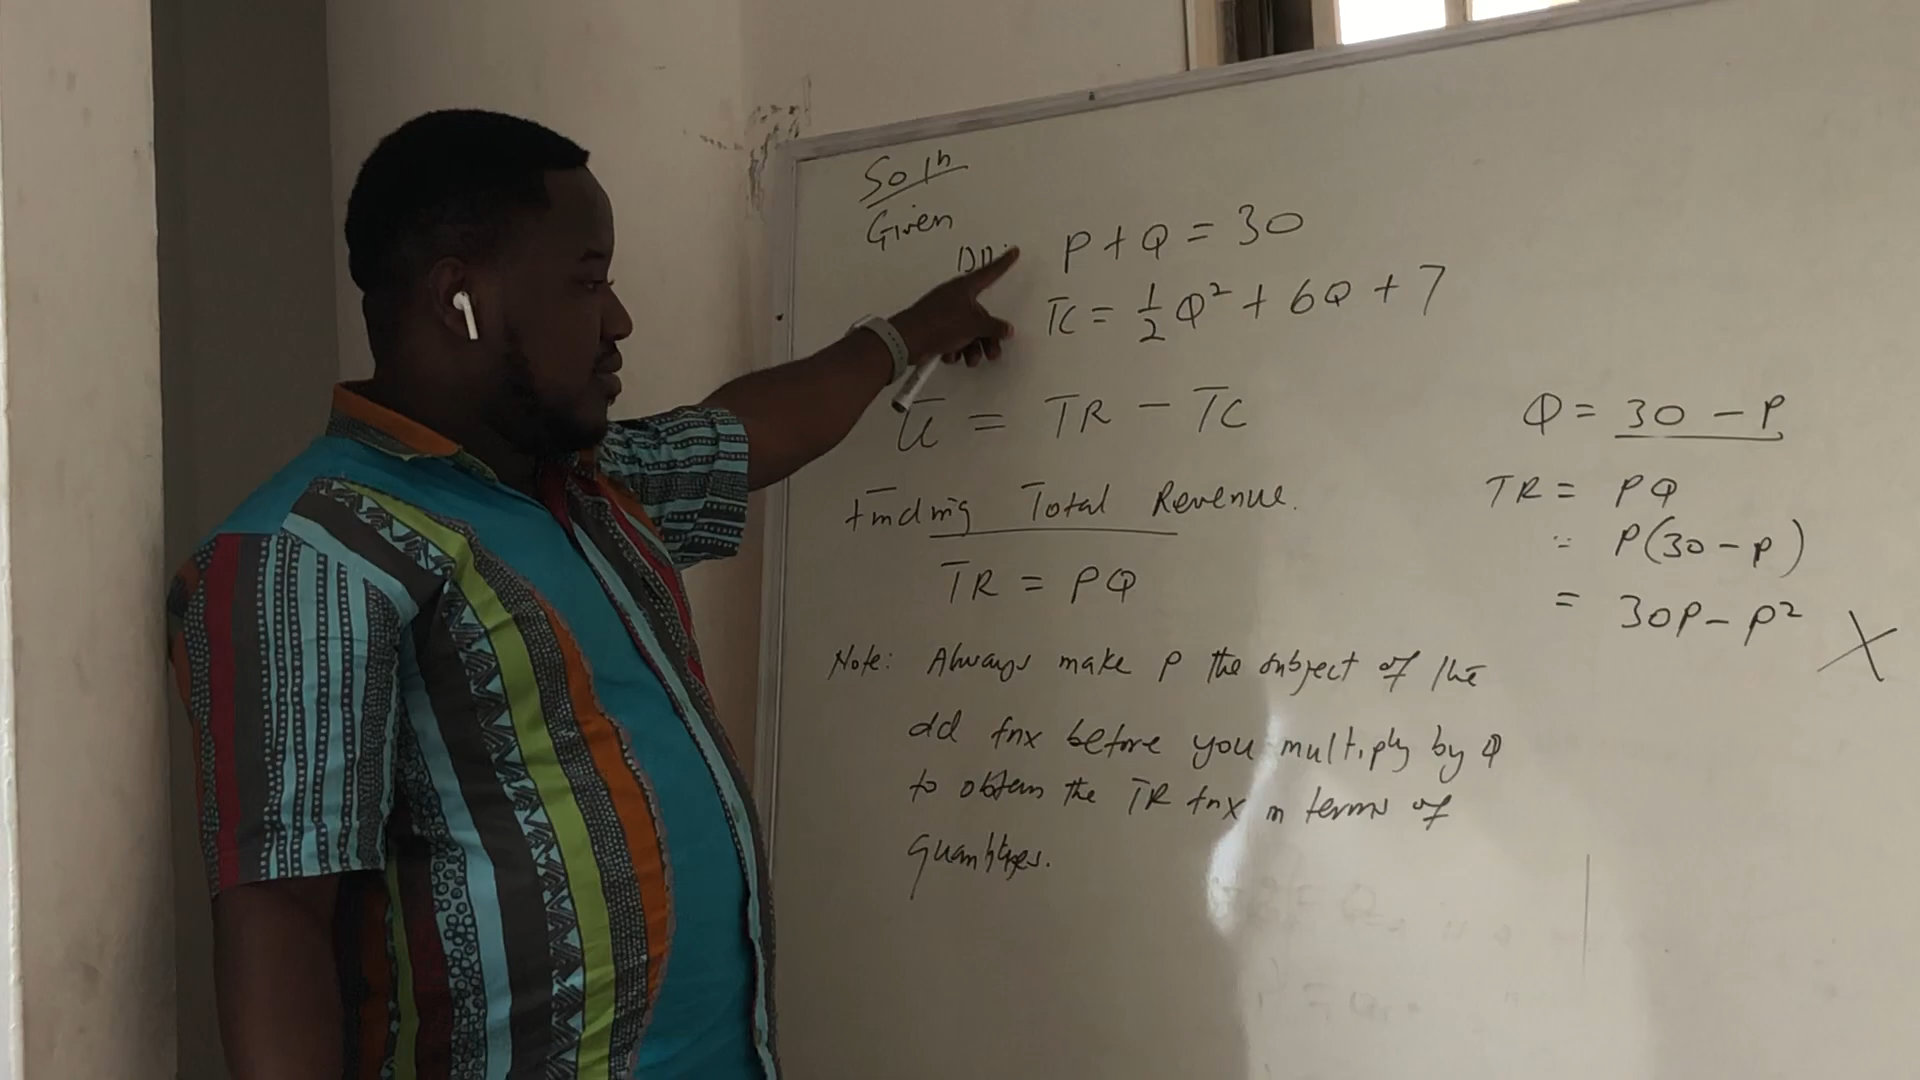 Soln
Given
DD:
P + Q = 30
TC = 1/2 Q² + 6Q + 7
π = TR - TC
Finding Total Revenue.
TR = PQ
Note: Always make P the subject of the
dd fnx before you multiply by Q
to obtain the TR fnx in terms of
quantities.
Q = 30 - P
TR = PQ
= P(30 - P)
= 30P - P² X